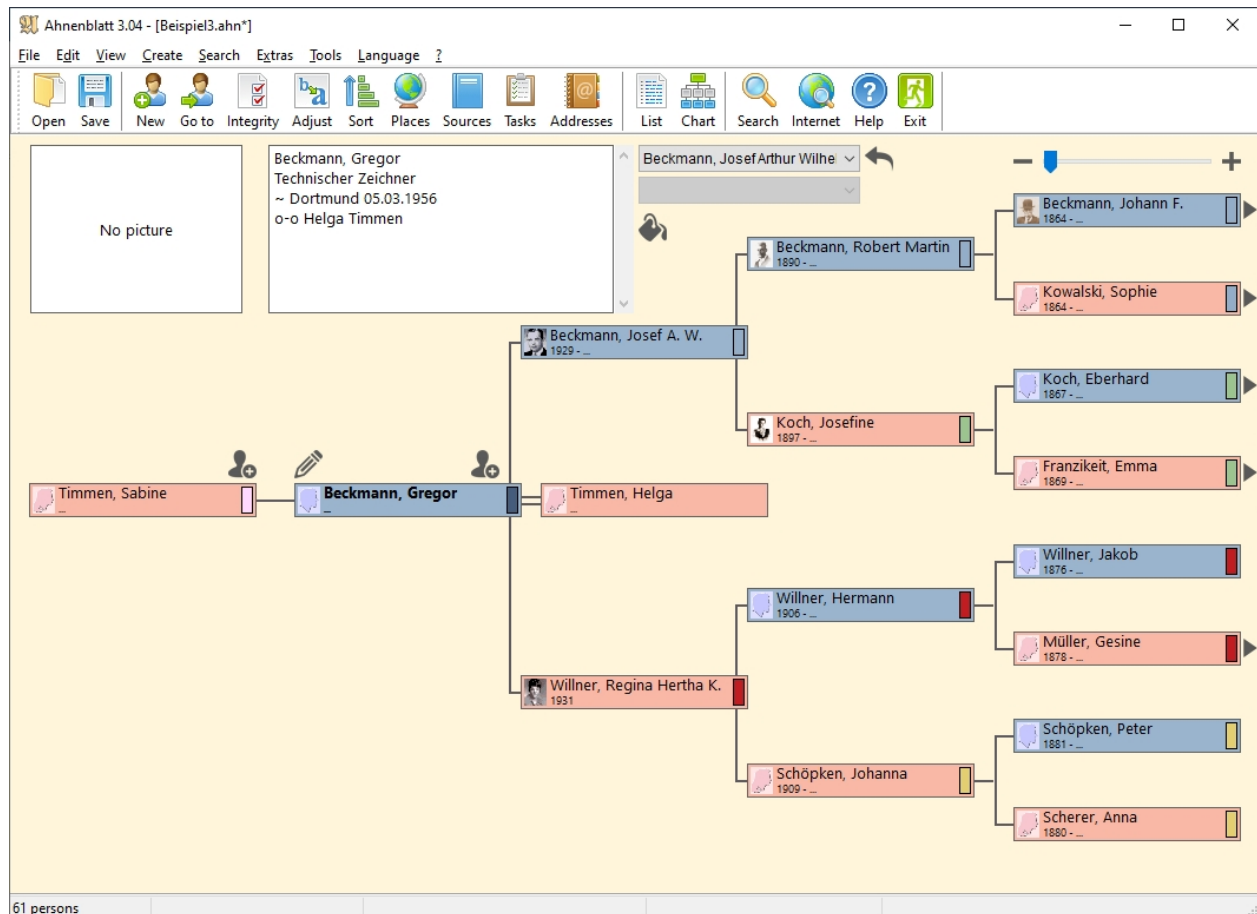 Ahnenblatt 3.04 - [Beispiel3.ahn*]
File Edit View Create Search Extras Tools Language ?
Open Save New Go to Integrity Adjust Sort Places Sources Tasks Addresses List Chart Search Internet Help Exit
No picture
Beckmann, Gregor
Technischer Zeichner
~ Dortmund 05.03.1956
o-o Helga Timmen
Beckmann, Josef Arthur Wilhe
Beckmann, Johann F.
1864 - ...
Beckmann, Robert Martin
1890 - ...
Kowalski, Sophie
1864 - ...
Beckmann, Josef A. W.
1929 - ...
Koch, Eberhard
1867 - ...
Koch, Josefine
1897 - ...
Franzikeit, Emma
1869 - ...
Timmen, Sabine
...
Beckmann, Gregor
...
Timmen, Helga
...
Willner, Jakob
1876 - ...
Willner, Hermann
1906 - ...
Müller, Gesine
1878 - ...
Willner, Regina Hertha K.
1931
Schöpken, Peter
1881 - ...
Schöpken, Johanna
1909 - ...
Scherer, Anna
1880 - ...
61 persons